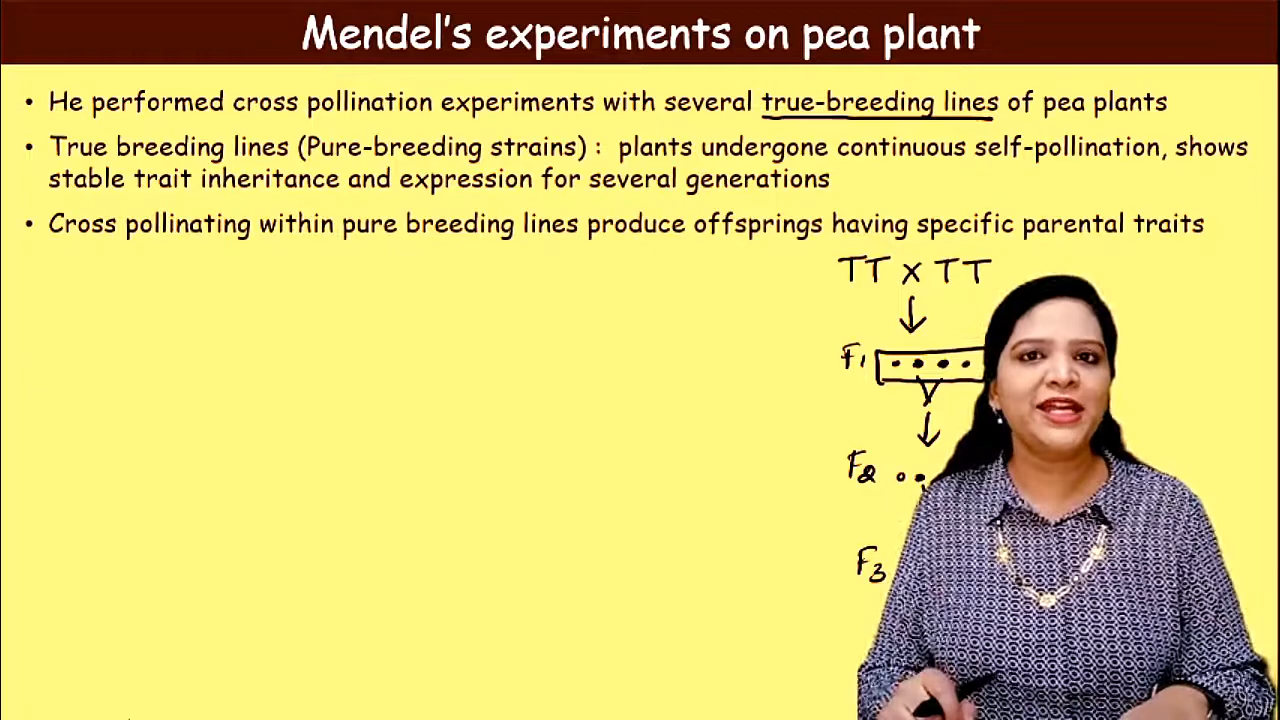 Mendel's experiments on pea plant
• He performed cross pollination experiments with several true-breeding lines of pea plants
• True breeding lines (Pure-breeding strains) : plants undergone continuous self-pollination, shows
stable trait inheritance and expression for several generations
• Cross pollinating within pure breeding lines produce offsprings having specific parental traits
TT x TT
F1
F2
F3